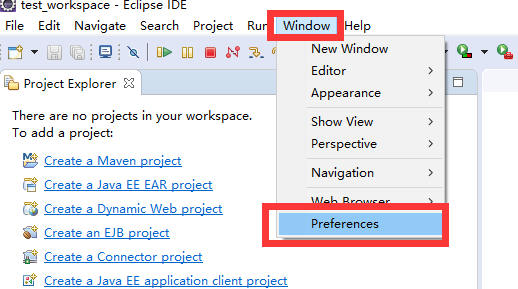 test_workspace - Eclipse IDE
File Edit Navigate Search Project Run Window Help
New Window
Editor
Appearance
Show View
Perspective
Navigation
Web Browser
Preferences
Project Explorer
There are no projects in your workspace.
To add a project:
Create a Maven project
Create a Java EE EAR project
Create a Dynamic Web project
Create an EJB project
Create a Connector project
Create a Java EE application client project